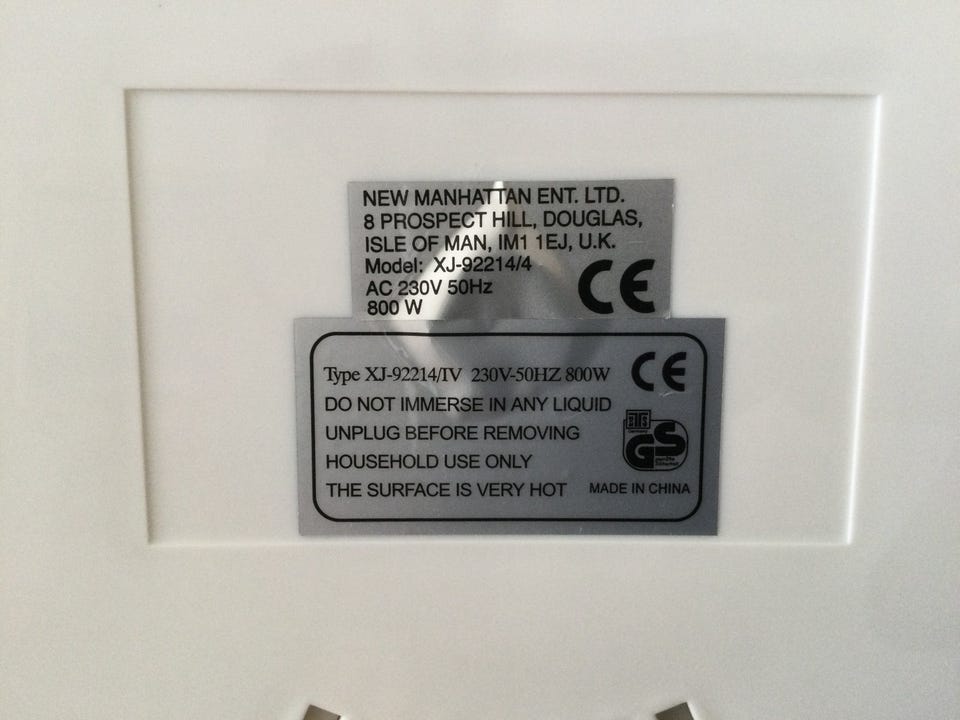 NEW MANHATTAN ENT. LTD.
8 PROSPECT HILL, DOUGLAS,
ISLE OF MAN, IM1 1EJ, U.K.
Model: XJ-92214/4
AC 230V 50Hz
800 W
CE
Type XJ-92214/IV 230V-50HZ 800W
CE
DO NOT IMMERSE IN ANY LIQUID
UNPLUG BEFORE REMOVING
HOUSEHOLD USE ONLY
THE SURFACE IS VERY HOT
GS
MADE IN CHINA